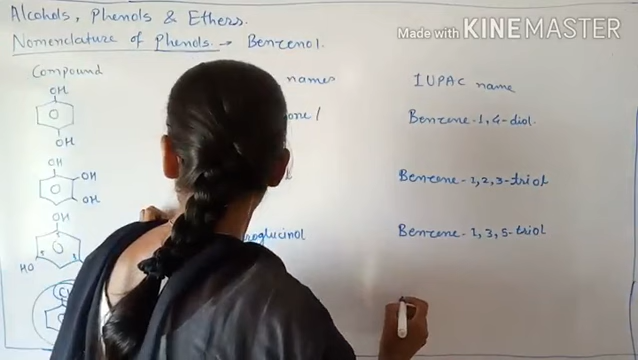 Alcohols, Phenols & Ethers.
Made with KINEMASTER
Nomenclature of Phenols. → Benzenol.
Compound names IUPAC name
OH
Benzene-1,4-diol.
OH
OH
OH
OH
Benzene-1,2,3-triol
OH
HO
Benzene-1,3,5-triol